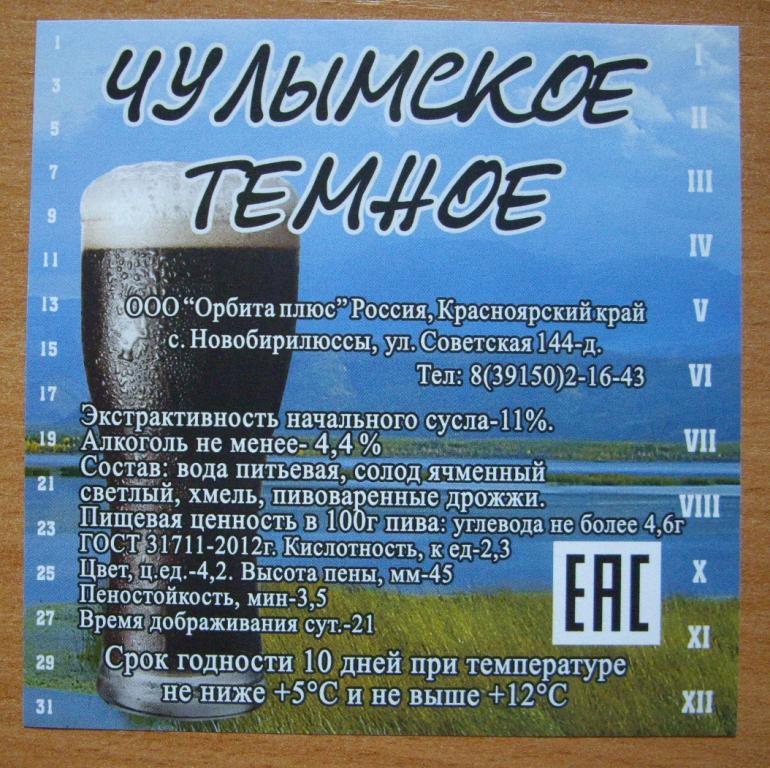 ЧУЛЫМСКОЕ
ТЕМНОЕ
ООО “Орбита плюс” Россия, Красноярский край
с. Новобирилюссы, ул. Советская 144-д.
Тел: 8(39150)2-16-43
Экстрактивность начального сусла-11%.
Алкоголь не менее- 4,4 %
Состав: вода питьевая, солод ячменный
светлый, хмель, пивоваренные дрожжи.
Пищевая ценность в 100г пива: углевода не более 4,6г
ГОСТ 31711-2012г. Кислотность, к ед-2,3
Цвет, ц.ед.-4,2. Высота пены, мм-45
Пеностойкость, мин-3,5
Время дображивания сут.-21
Срок годности 10 дней при температуре
не ниже +5°С и не выше +12°С
ЕАС
1
3
5
7
9
11
13
15
17
19
21
23
25
27
29
31
I
II
III
IV
V
VI
VII
VIII
X
XI
XII